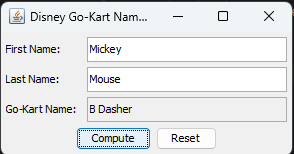 Disney Go-Kart Nam...
First Name: Mickey
Last Name: Mouse
Go-Kart Name: B Dasher
Compute Reset